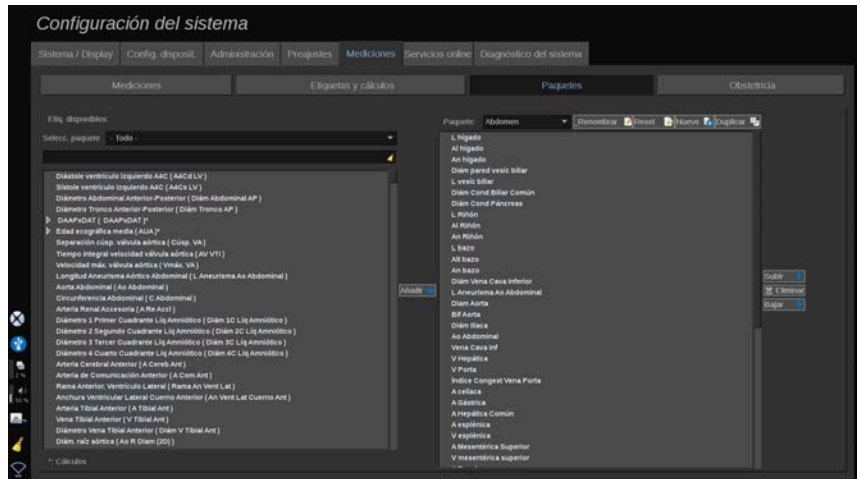 Configuración del sistema
Sistema / Display Config. disposit. Administración Preajustes Mediciones Servicios online Diagnóstico del sistema
Mediciones Etiquetas y cálculos Paquetes Obstetricia
Etiq. disponibles:
Selecc. paquete - Todo -
Paquete: Abdomen Renombrar Reset Nuevo Duplicar
Diástole ventrículo izquierdo A4C ( A4Cd LV )
Sístole ventrículo izquierdo A4C ( A4Cs LV )
Diámetro Abdominal Anterior-Posterior ( Diám Abdominal AP )
Diámetro Tronco Anterior-Posterior ( Diám Tronco AP )
DAAPxDAT ( DAAPxDAT )*
Edad ecográfica media ( AUA )*
Separación cúsp. válvula aórtica ( Cúsp. VA )
Tiempo integral velocidad válvula aórtica ( AV VTI )
Velocidad máx. válvula aórtica ( Vmáx. VA )
Longitud Aneurisma Aórtico Abdominal ( L Aneurisma Ao Abdominal )
Aorta Abdominal ( Ao Abdominal )
Circunferencia Abdominal ( C Abdominal )
Arteria Renal Accesoria ( A Re Acct )
Diámetro 1 Primer Cuadrante Líq Amniótico ( Diám 1C Líq Amniótico )
Diámetro 2 Segundo Cuadrante Líq Amniótico ( Diám 2C Líq Amniótico )
Diámetro 3 Tercer Cuadrante Líq Amniótico ( Diám 3C Líq Amniótico )
Diámetro 4 Cuarto Cuadrante Líq Amniótico ( Diám 4C Líq Amniótico )
Arteria Cerebral Anterior ( A Cereb Ant )
Arteria de Comunicación Anterior ( A Com Ant )
Rama Anterior, Ventrículo Lateral ( Rama An Vent Lat )
Anchura Ventricular Lateral Cuerno Anterior ( An Vent Lat Cuerno Ant )
Arteria Tibial Anterior ( A Tibial Ant )
Vena Tibial Anterior ( V Tibial Ant )
Diámetro Vena Tibial Anterior ( Diám V Tibial Ant )
Diám. raíz aórtica ( Ao R Diam (2D) )
*: Cálculos
Añadir
L hígado
Al hígado
An hígado
Diám pared vesíc biliar
L vesíc biliar
Diám Cond Biliar Común
Diám Cond Páncreas
L Riñón
Al Riñón
An Riñón
L bazo
Alt bazo
An bazo
Diám Vena Cava Inferior
L Aneurisma Ao Abdominal
Diam Aorta
Bif Aorta
Diám Ilíaca
Ao Abdominal
Vena Cava Inf
V Hepática
V Porta
Índice Congest Vena Porta
A celíaca
A Gástrica
A Hepática Común
A esplénica
V esplénica
A Mesentérica Superior
V mesentérica superior
Subir
Eliminar
Bajar